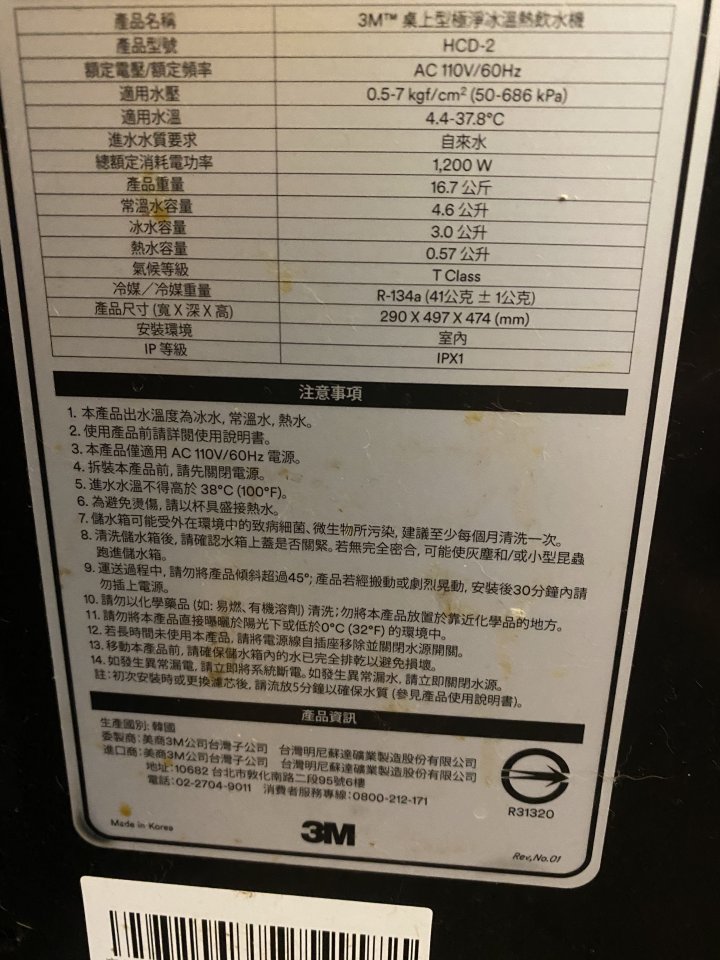 產品名稱 3M™ 桌上型極淨冰溫熱飲水機
產品型號 HCD-2
額定電壓/額定頻率 AC 110V/60Hz
適用水壓 0.5-7 kgf/cm² (50-686 kPa)
適用水溫 4.4-37.8°C
進水水質要求 自來水
總額定消耗電功率 1,200 W
產品重量 16.7 公斤
常溫水容量 4.6 公升
冰水容量 3.0 公升
熱水容量 0.57 公升
氣候等級 T Class
冷媒／冷媒重量 R-134a (41公克 ± 1公克)
產品尺寸 (寬 X 深 X 高) 290 X 497 X 474 (mm)
安裝環境 室內
IP 等級 IPX1
注意事項
1. 本產品出水溫度為冰水, 常溫水, 熱水。
2. 使用產品前請詳閱使用說明書。
3. 本產品僅適用 AC 110V/60Hz 電源。
4. 折裝本產品前, 請先關閉電源。
5. 進水水溫不得高於 38°C (100°F)。
6. 為避免燙傷, 請以杯具盛接熱水。
7. 儲水箱可能受外在環境中的致病細菌、微生物所污染, 建議至少每個月清洗一次。
8. 清洗儲水箱後, 請確認水箱上蓋是否關緊。若無完全密合, 可能使灰塵和/或小型昆蟲
跑進儲水箱。
9. 運送過程中, 請勿將產品傾斜超過45°; 產品若經搬動或劇烈晃動, 安裝後30分鐘內請
勿插上電源。
10. 請勿以化學藥品 (如: 易燃、有機溶劑) 清洗; 勿將本產品放置於靠近化學品的地方。
11. 請勿將本產品直接曝曬於陽光下或低於0°C (32°F) 的環境中。
12. 若長時間未使用本產品, 請將電源線自插座移除並關閉水源開關。
13. 移動本產品前, 請確保儲水箱內的水已完全排乾以避免損壞。
14. 如發生異常漏電, 請立即將系統斷電。如發生異常漏水, 請立即關閉水源。
註: 初次安裝時或更換濾芯後, 請流放5分鐘以確保水質 (參見產品使用說明書)。
產品資訊
生產國別: 韓國
委製商: 美商3M公司台灣子公司 台灣明尼蘇達礦業製造股份有限公司
進口商: 美商3M公司台灣子公司 台灣明尼蘇達礦業製造股份有限公司
地址: 10682 台北市敦化南路二段95號6樓
電話: 02-2704-9011 消費者服務專線: 0800-212-171
R31320
Made in Korea
3M
Rev, No.01